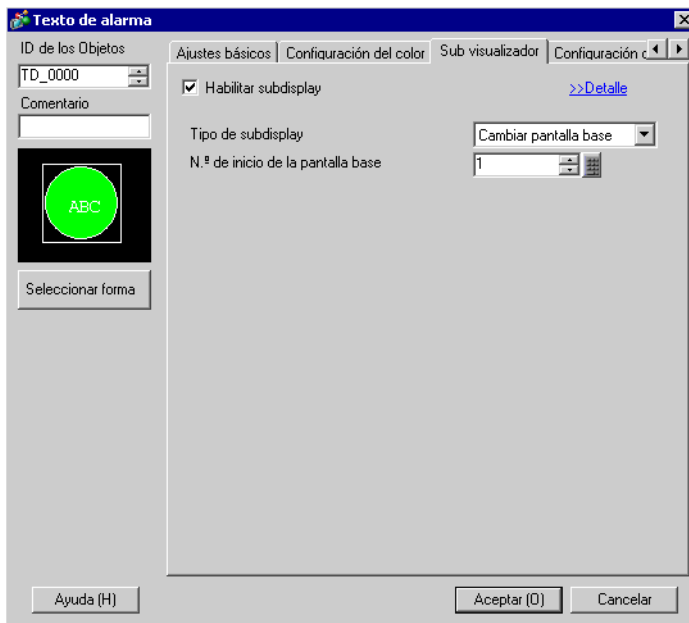 Texto de alarma
ID de los Objetos
TD_0000
Comentario
ABC
Seleccionar forma
Ajustes básicos
Configuración del color
Sub visualizador
Configuración c
Habilitar subdisplay
>>Detalle
Tipo de subdisplay
Cambiar pantalla base
N.º de inicio de la pantalla base
1
Ayuda (H)
Aceptar (O)
Cancelar